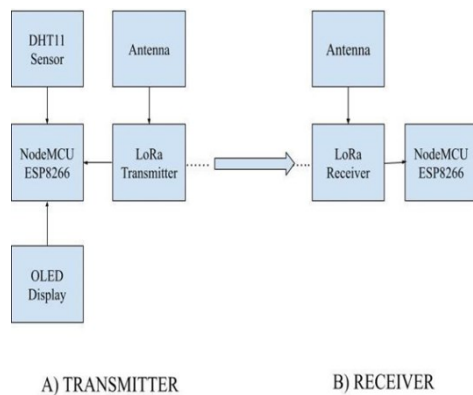 DHT11
Sensor
Antenna
Antenna
NodeMCU
ESP8266
LoRa
Transmitter
LoRa
Receiver
NodeMCU
ESP8266
OLED
Display
A) TRANSMITTER
B) RECEIVER